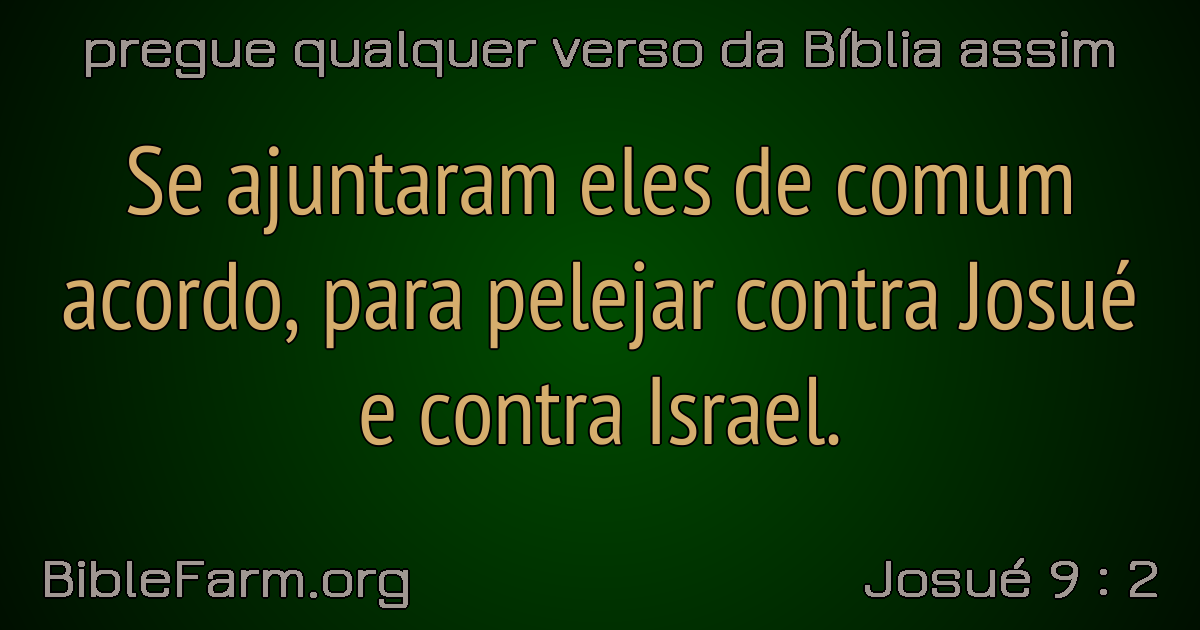 pregue qualquer verso da Bíblia assim
Se ajuntaram eles de comum
acordo, para pelejar contra Josué
e contra Israel.
BibleFarm.org
Josué 9 : 2